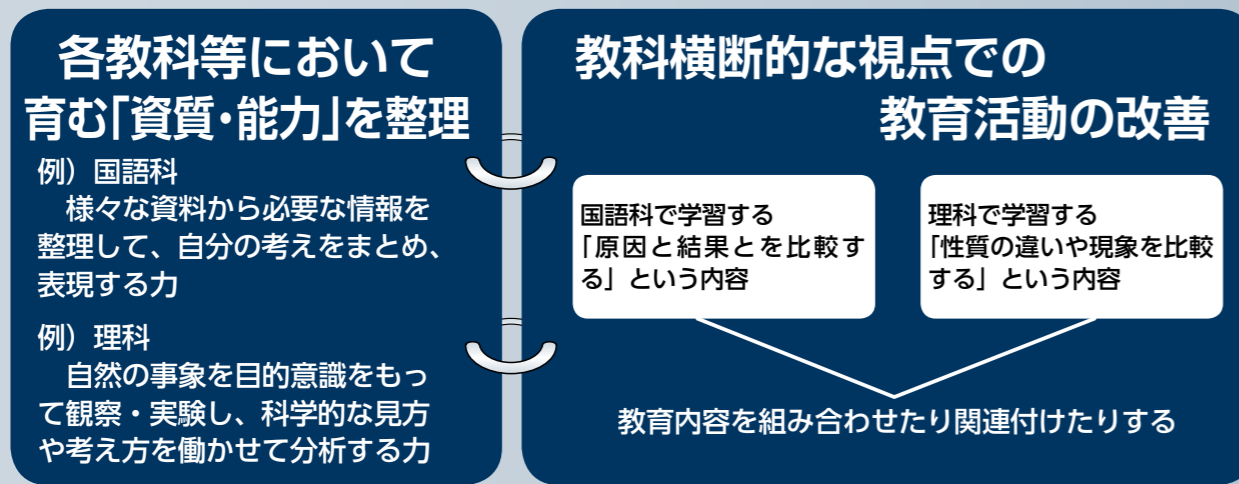 各教科等において
育む「資質・能力」を整理
例）国語科
　様々な資料から必要な情報を
整理して、自分の考えをまとめ、
表現する力
例）理科
　自然の事象を目的意識をもっ
て観察・実験し、科学的な見方
や考え方を働かせて分析する力
教科横断的な視点での
教育活動の改善
国語科で学習する
「原因と結果とを比較す
る」という内容
理科で学習する
「性質の違いや現象を比較
する」という内容
教育内容を組み合わせたり関連付けたりする